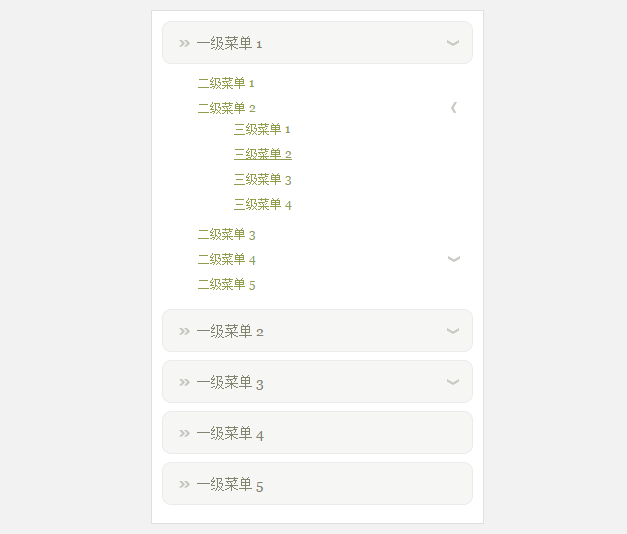 一级菜单 1
二级菜单 1
二级菜单 2
三级菜单 1
三级菜单 2
三级菜单 3
三级菜单 4
二级菜单 3
二级菜单 4
二级菜单 5
一级菜单 2
一级菜单 3
一级菜单 4
一级菜单 5